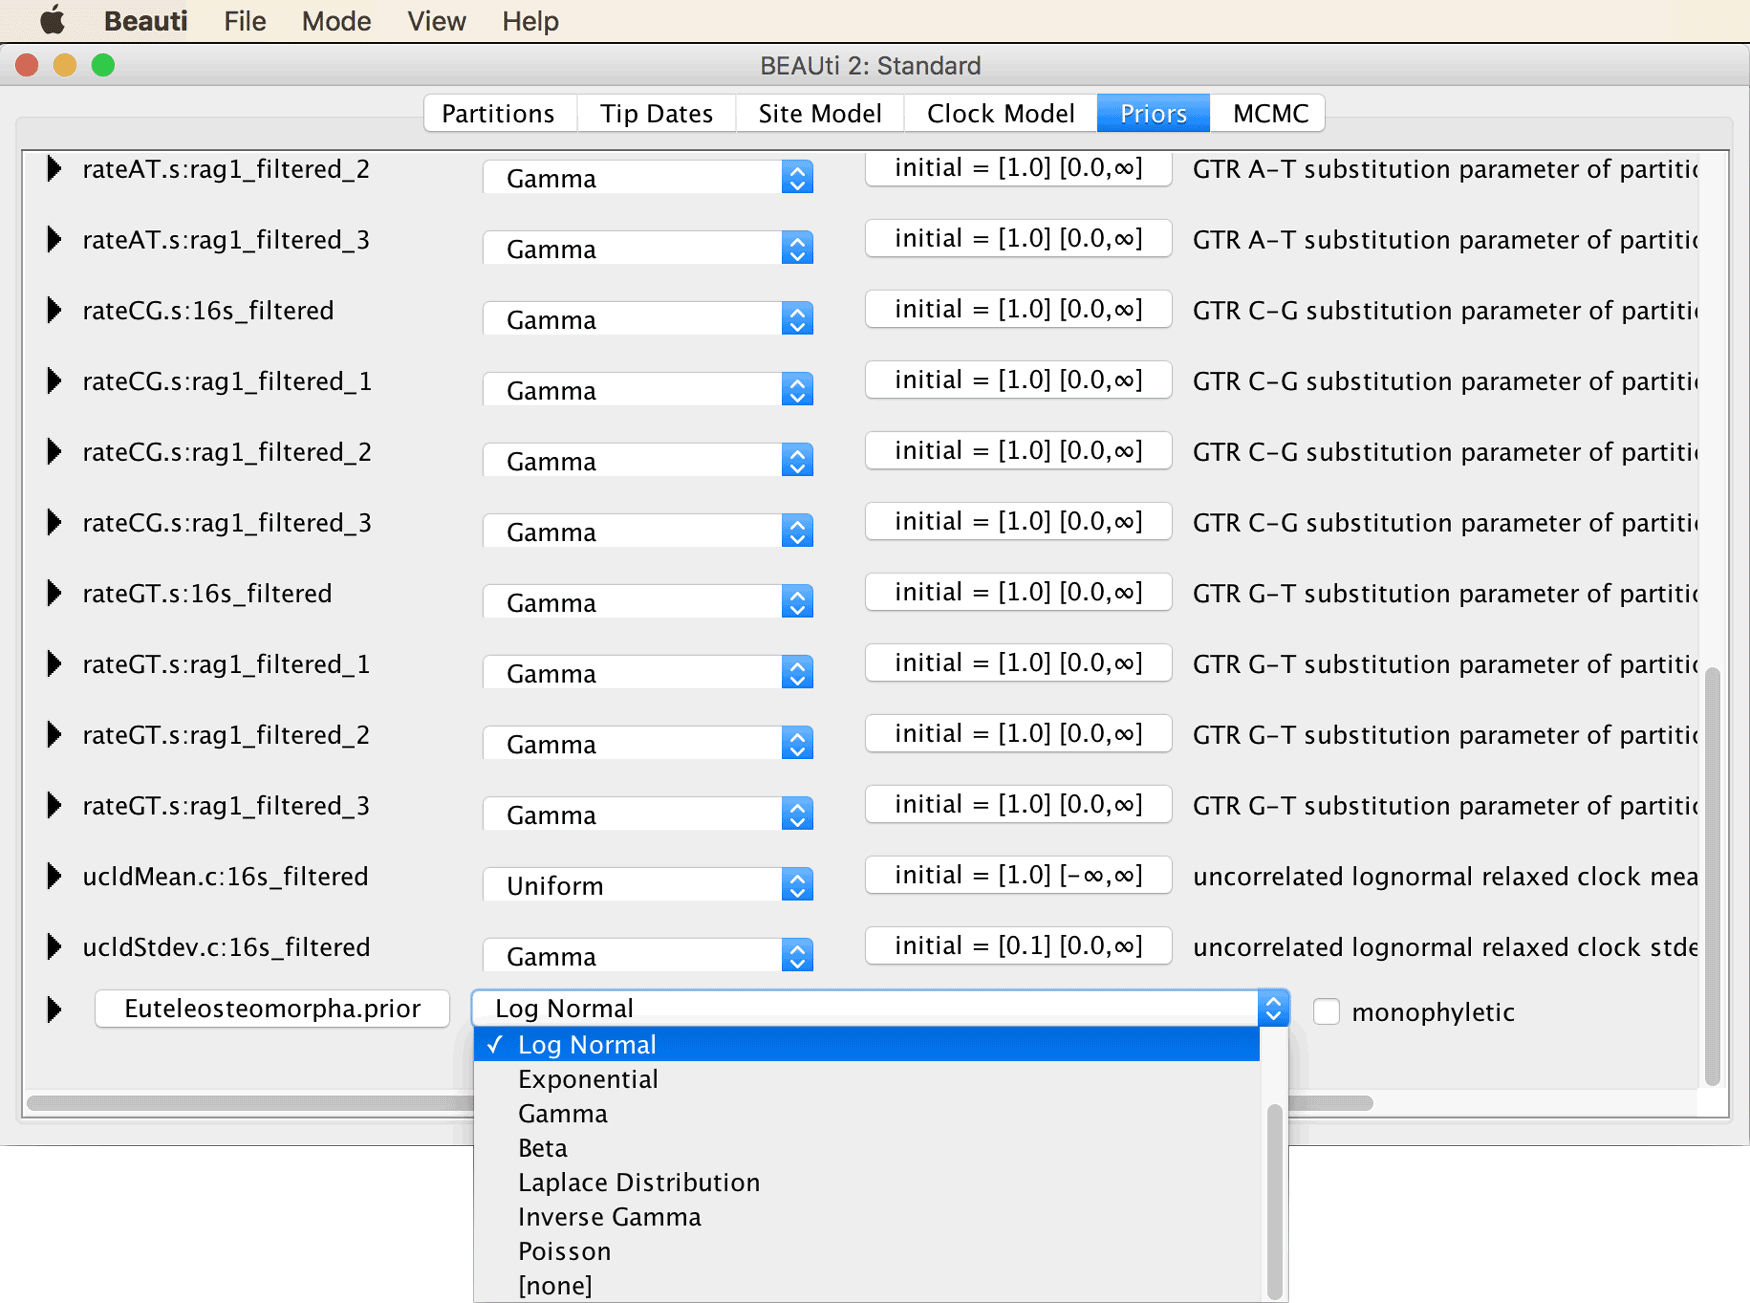 Beauti File Mode View Help
BEAUti 2: Standard
Partitions Tip Dates Site Model Clock Model Priors MCMC
rateAT.s:rag1_filtered_2 Gamma initial = [1.0] [0.0,∞] GTR A-T substitution parameter of partitic
rateAT.s:rag1_filtered_3 Gamma initial = [1.0] [0.0,∞] GTR A-T substitution parameter of partitic
rateCG.s:16s_filtered Gamma initial = [1.0] [0.0,∞] GTR C-G substitution parameter of partiti
rateCG.s:rag1_filtered_1 Gamma initial = [1.0] [0.0,∞] GTR C-G substitution parameter of partiti
rateCG.s:rag1_filtered_2 Gamma initial = [1.0] [0.0,∞] GTR C-G substitution parameter of partiti
rateCG.s:rag1_filtered_3 Gamma initial = [1.0] [0.0,∞] GTR C-G substitution parameter of partiti
rateGT.s:16s_filtered Gamma initial = [1.0] [0.0,∞] GTR G-T substitution parameter of partitic
rateGT.s:rag1_filtered_1 Gamma initial = [1.0] [0.0,∞] GTR G-T substitution parameter of partitic
rateGT.s:rag1_filtered_2 Gamma initial = [1.0] [0.0,∞] GTR G-T substitution parameter of partitic
rateGT.s:rag1_filtered_3 Gamma initial = [1.0] [0.0,∞] GTR G-T substitution parameter of partitic
ucldMean.c:16s_filtered Uniform initial = [1.0] [-∞,∞] uncorrelated lognormal relaxed clock mea
ucldStdev.c:16s_filtered Gamma initial = [0.1] [0.0,∞] uncorrelated lognormal relaxed clock stde
Euteleosteomorpha.prior Log Normal monophyletic
✓ Log Normal
Exponential
Gamma
Beta
Laplace Distribution
Inverse Gamma
Poisson
[none]